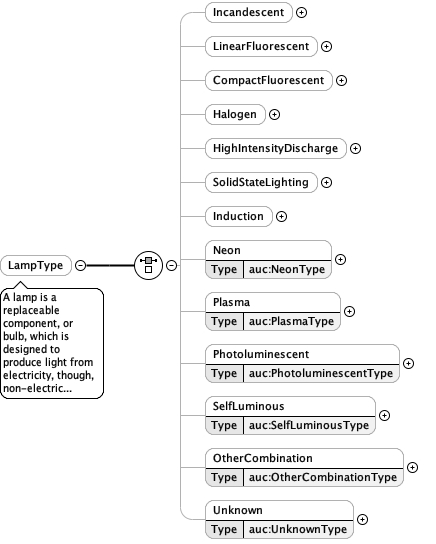 Incandescent
LinearFluorescent
CompactFluorescent
Halogen
HighIntensityDischarge
SolidStateLighting
Induction
Neon
Type auc:NeonType
LampType
A lamp is a
replaceable
component, or
bulb, which is
designed to
produce light from
electricity, though,
non-electric...
Plasma
Type auc:PlasmaType
Photoluminescent
Type auc:PhotoluminescentType
SelfLuminous
Type auc:SelfLuminousType
OtherCombination
Type auc:OtherCombinationType
Unknown
Type auc:UnknownType